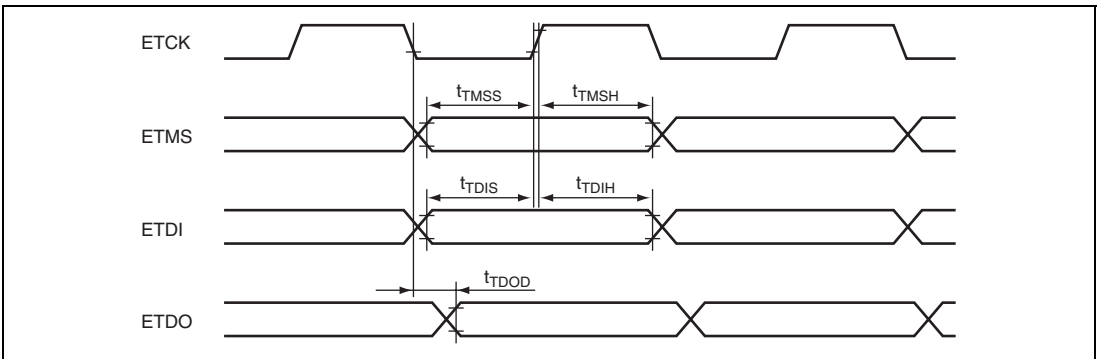 ETCK
tTMSS tTMSH
ETMS
tTDIS tTDIH
ETDI
tTDOD
ETDO